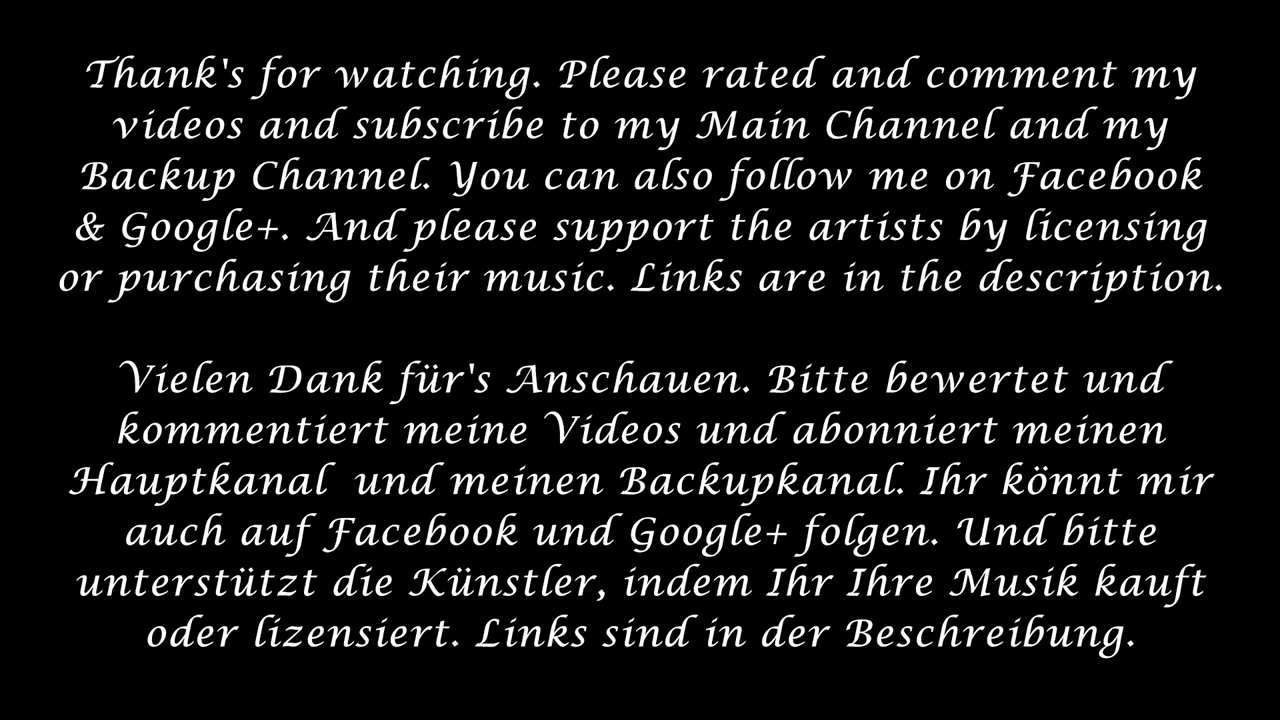 Thank's for watching. Please rated and comment my
videos and subscribe to my Main Channel and my
Backup Channel. You can also follow me on Facebook
& Google+. And please support the artists by licensing
or purchasing their music. Links are in the description.
Vielen Dank für's Anschauen. Bitte bewertet und
kommentiert meine Videos und abonniert meinen
Hauptkanal und meinen Backupkanal. Ihr könnt mir
auch auf Facebook und Google+ folgen. Und bitte
unterstützt die Künstler, indem Ihr Ihre Musik kauft
oder lizensiert. Links sind in der Beschreibung.